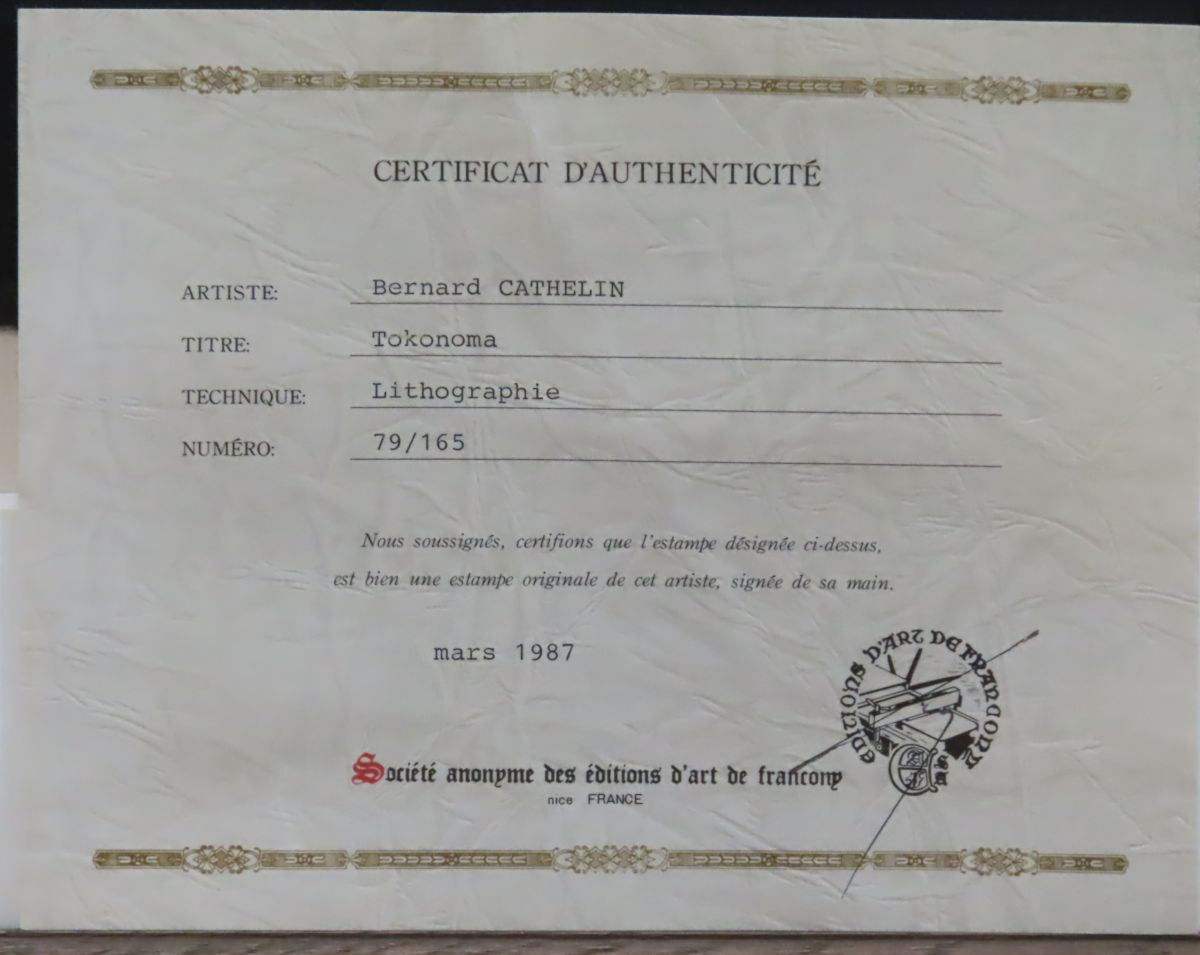 CERTIFICAT D'AUTHENTICITÉ
ARTISTE: Bernard CATHELIN
TITRE: Tokonoma
TECHNIQUE: Lithographie
NUMÉRO: 79/165
Nous soussignés, certifions que l'estampe désignée ci-dessus,
est bien une estampe originale de cet artiste, signée de sa main.
mars 1987
EDITIONS D'ART DE FRANCONY
Société anonyme des éditions d'art de francony
nice FRANCE